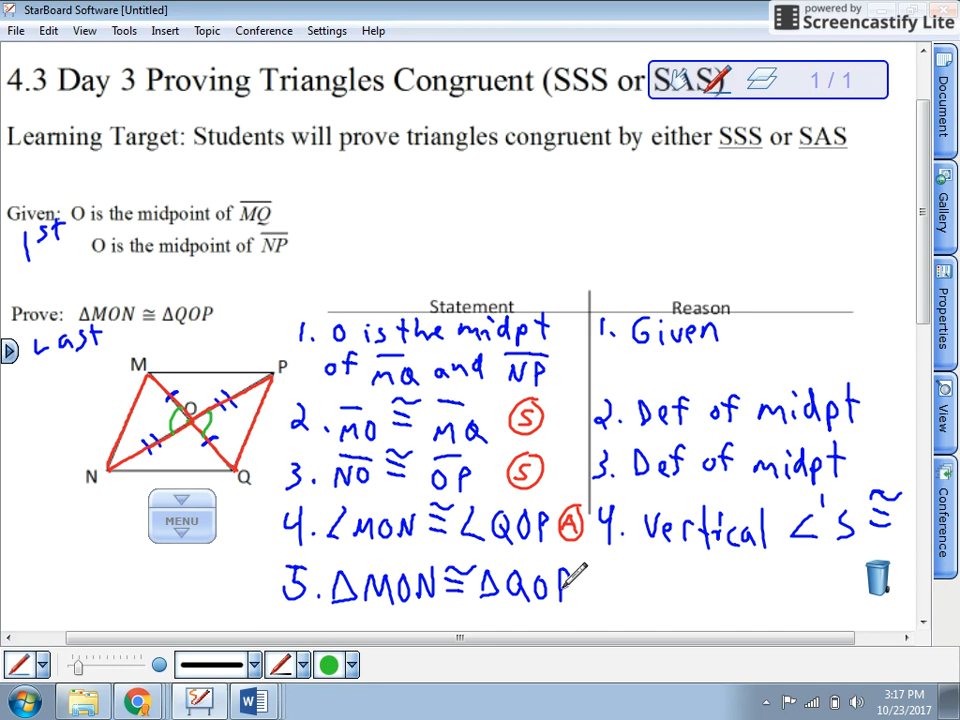 StarBoard Software [Untitled]
powered by
Screencastify Lite
File Edit View Tools Insert Topic Conference Settings Help
4.3 Day 3 Proving Triangles Congruent (SSS or SAS)
1 / 1
Learning Target: Students will prove triangles congruent by either SSS or SAS
Given: O is the midpoint of MQ
1st
O is the midpoint of NP
Prove: ΔMON ≅ ΔQOP
Last
Statement Reason
1. O is the midpt 1. Given
of MQ and NP
2. MO ≅ MQ S 2. Def of midpt
3. NO ≅ OP S 3. Def of midpt
4. ∠MON ≅ ∠QOP A 4. Vertical ∠'s ≅
5. ΔMON ≅ ΔQOP
M P
O
N Q
MENU
Document
Gallery
Properties
View
Conference
3:17 PM
10/23/2017